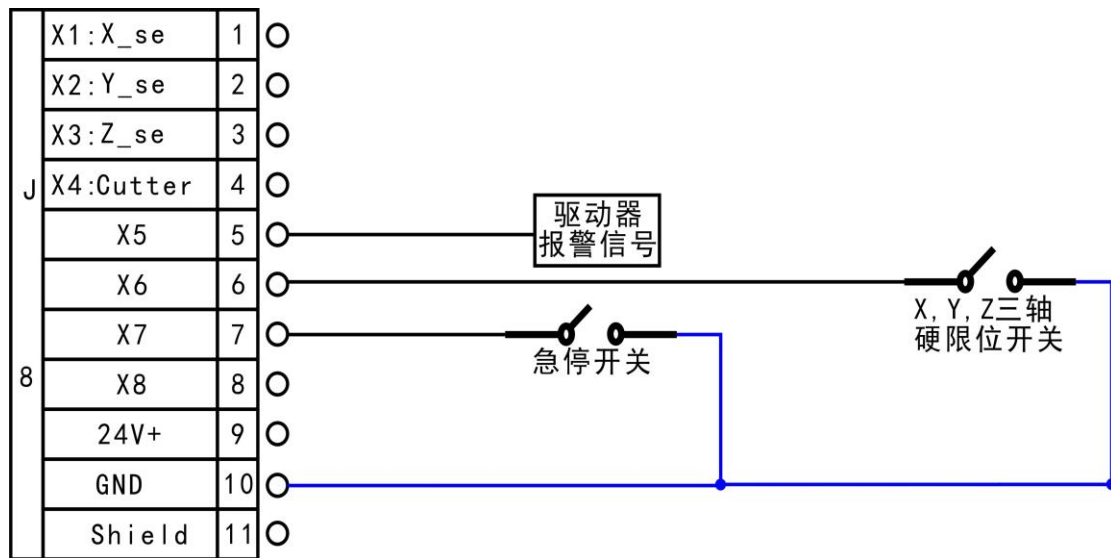 X1:X_se 1
X2:Y_se 2
X3:Z_se 3
J X4:Cutter 4
X5 5
驱动器
报警信号
X6 6
X,Y,Z三轴
硬限位开关
X7 7
急停开关
8 X8 8
24V+ 9
GND 10
Shield 11